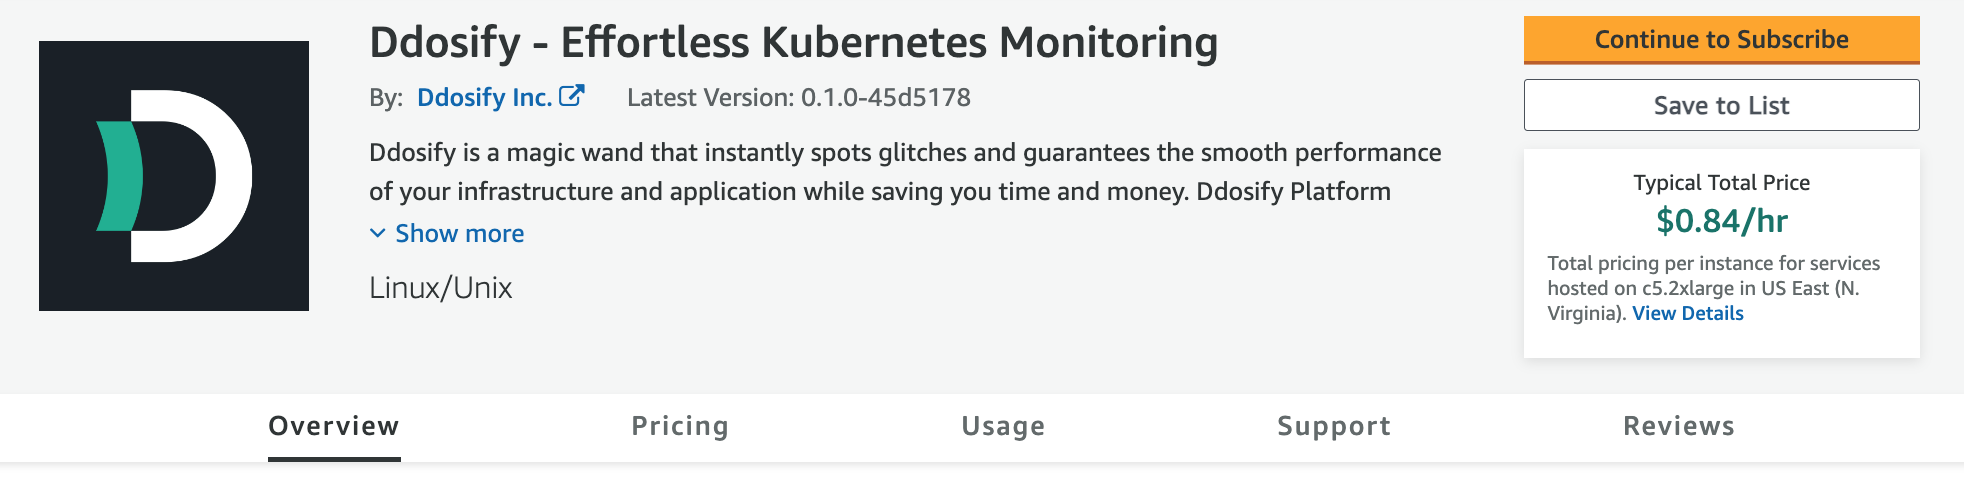 Ddosify - Effortless Kubernetes Monitoring
By: Ddosify Inc. Latest Version: 0.1.0-45d5178
Ddosify is a magic wand that instantly spots glitches and guarantees the smooth performance
of your infrastructure and application while saving you time and money. Ddosify Platform
Show more
Linux/Unix
Continue to Subscribe
Save to List
Typical Total Price
$0.84/hr
Total pricing per instance for services
hosted on c5.2xlarge in US East (N.
Virginia). View Details
Overview Pricing Usage Support Reviews